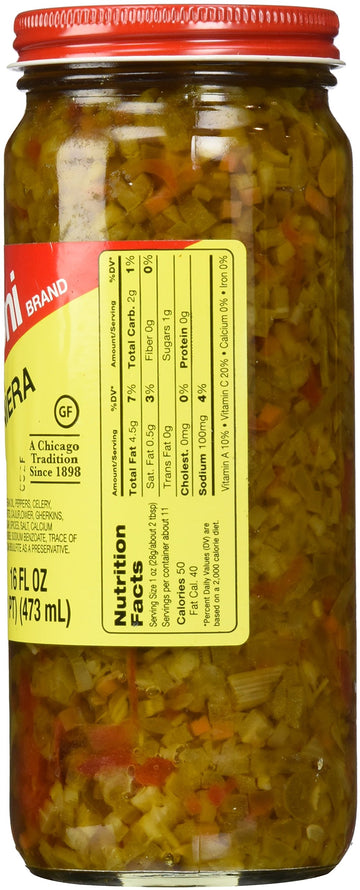 ni BRAND
IERA
GF
A Chicago
Tradition
Since 1898
PEPPERS, CELERY,
GHERKINS,
SPICES, SALT, CALCIUM
SODIUM BENZOATE, TRACE OF
AS A PRESERVATIVE.
16 FL OZ
PT) (473 mL)
Nutrition
Facts
Serving Size 1 oz (28g/about 2 tbsp)
Servings per container about 11
Calories 50
Fat Cal. 40
*Percent Daily Values (DV) are
based on a 2,000 calorie diet.
Amount/Serving %DV* Amount/Serving %DV*
Total Fat 4.5g 7% Total Carb. 2g 1%
Sat. Fat 0.5g 3% Fiber 0g 0%
Trans Fat 0g Sugars 1g
Cholest. 0mg 0% Protein 0g
Sodium 100mg 4%
Vitamin A 10% • Vitamin C 20% • Calcium 0% • Iron 0%